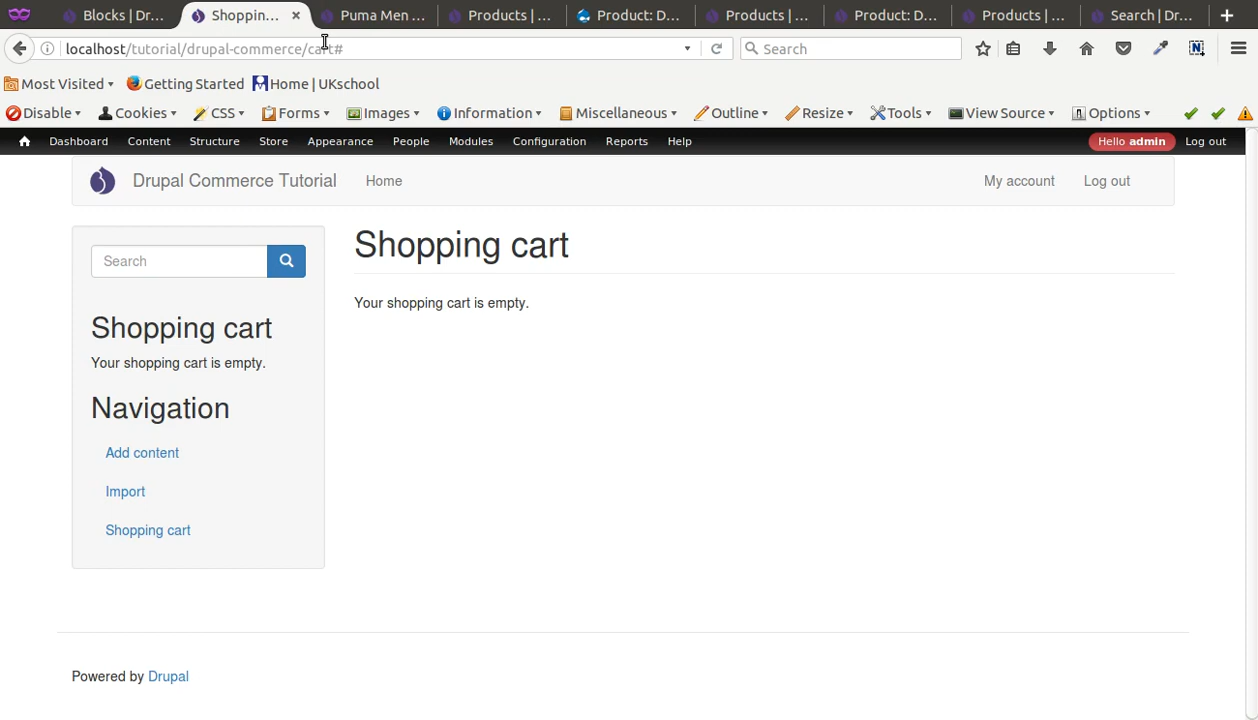 Blocks | Dr...
Shoppin...
Puma Men ...
Products | ...
Product: D...
Products | ...
Product: D...
Products | ...
Search | Dr...
localhost/tutorial/drupal-commerce/cart#
Search
Most Visited
Getting Started
Home | UKschool
Disable
Cookies
CSS
Forms
Images
Information
Miscellaneous
Outline
Resize
Tools
View Source
Options
Dashboard
Content
Structure
Store
Appearance
People
Modules
Configuration
Reports
Help
Hello admin
Log out
Drupal Commerce Tutorial
Home
My account
Log out
Search
Shopping cart
Your shopping cart is empty.
Shopping cart
Your shopping cart is empty.
Navigation
Add content
Import
Shopping cart
Powered by Drupal